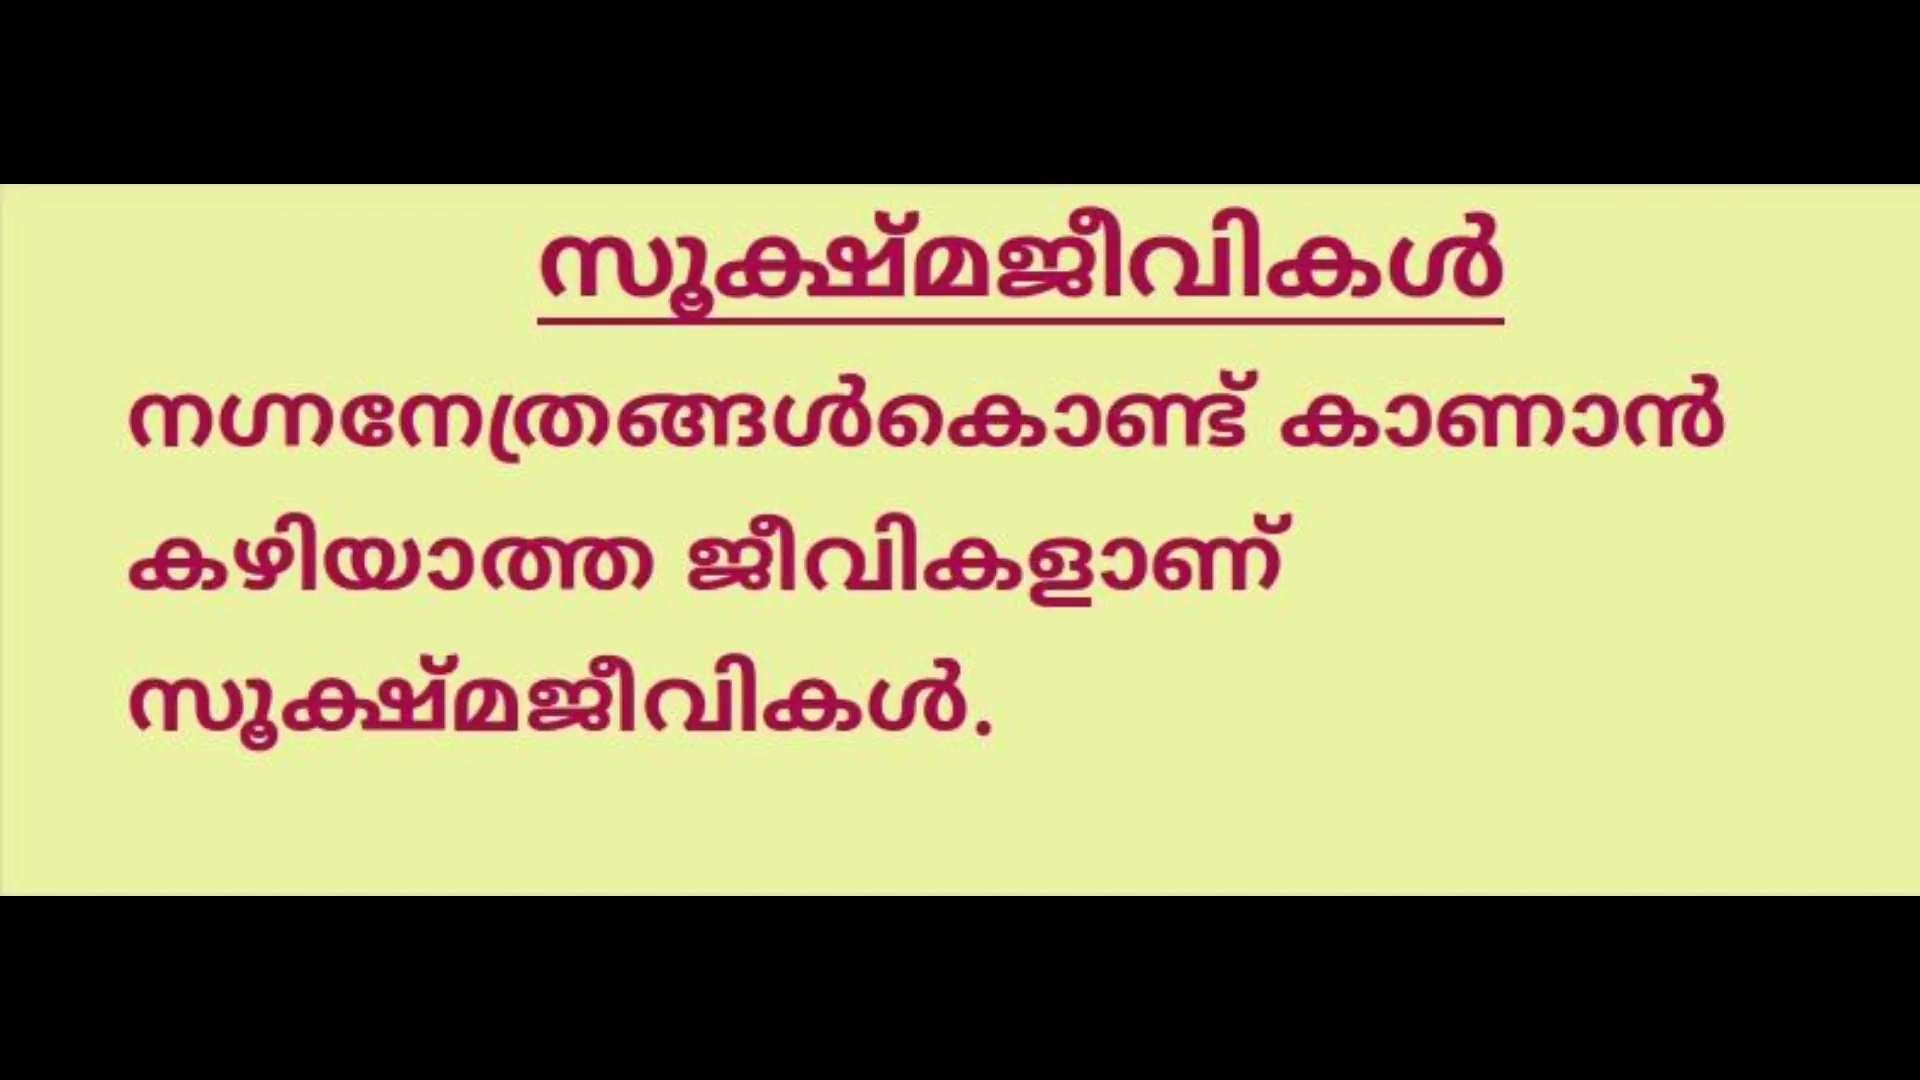 സൂക്ഷ്മജീവികൾ
നഗ്നനേത്രങ്ങൾകൊണ്ട് കാണാൻ
കഴിയാത്ത ജീവികളാണ്
സൂക്ഷ്മജീവികൾ.